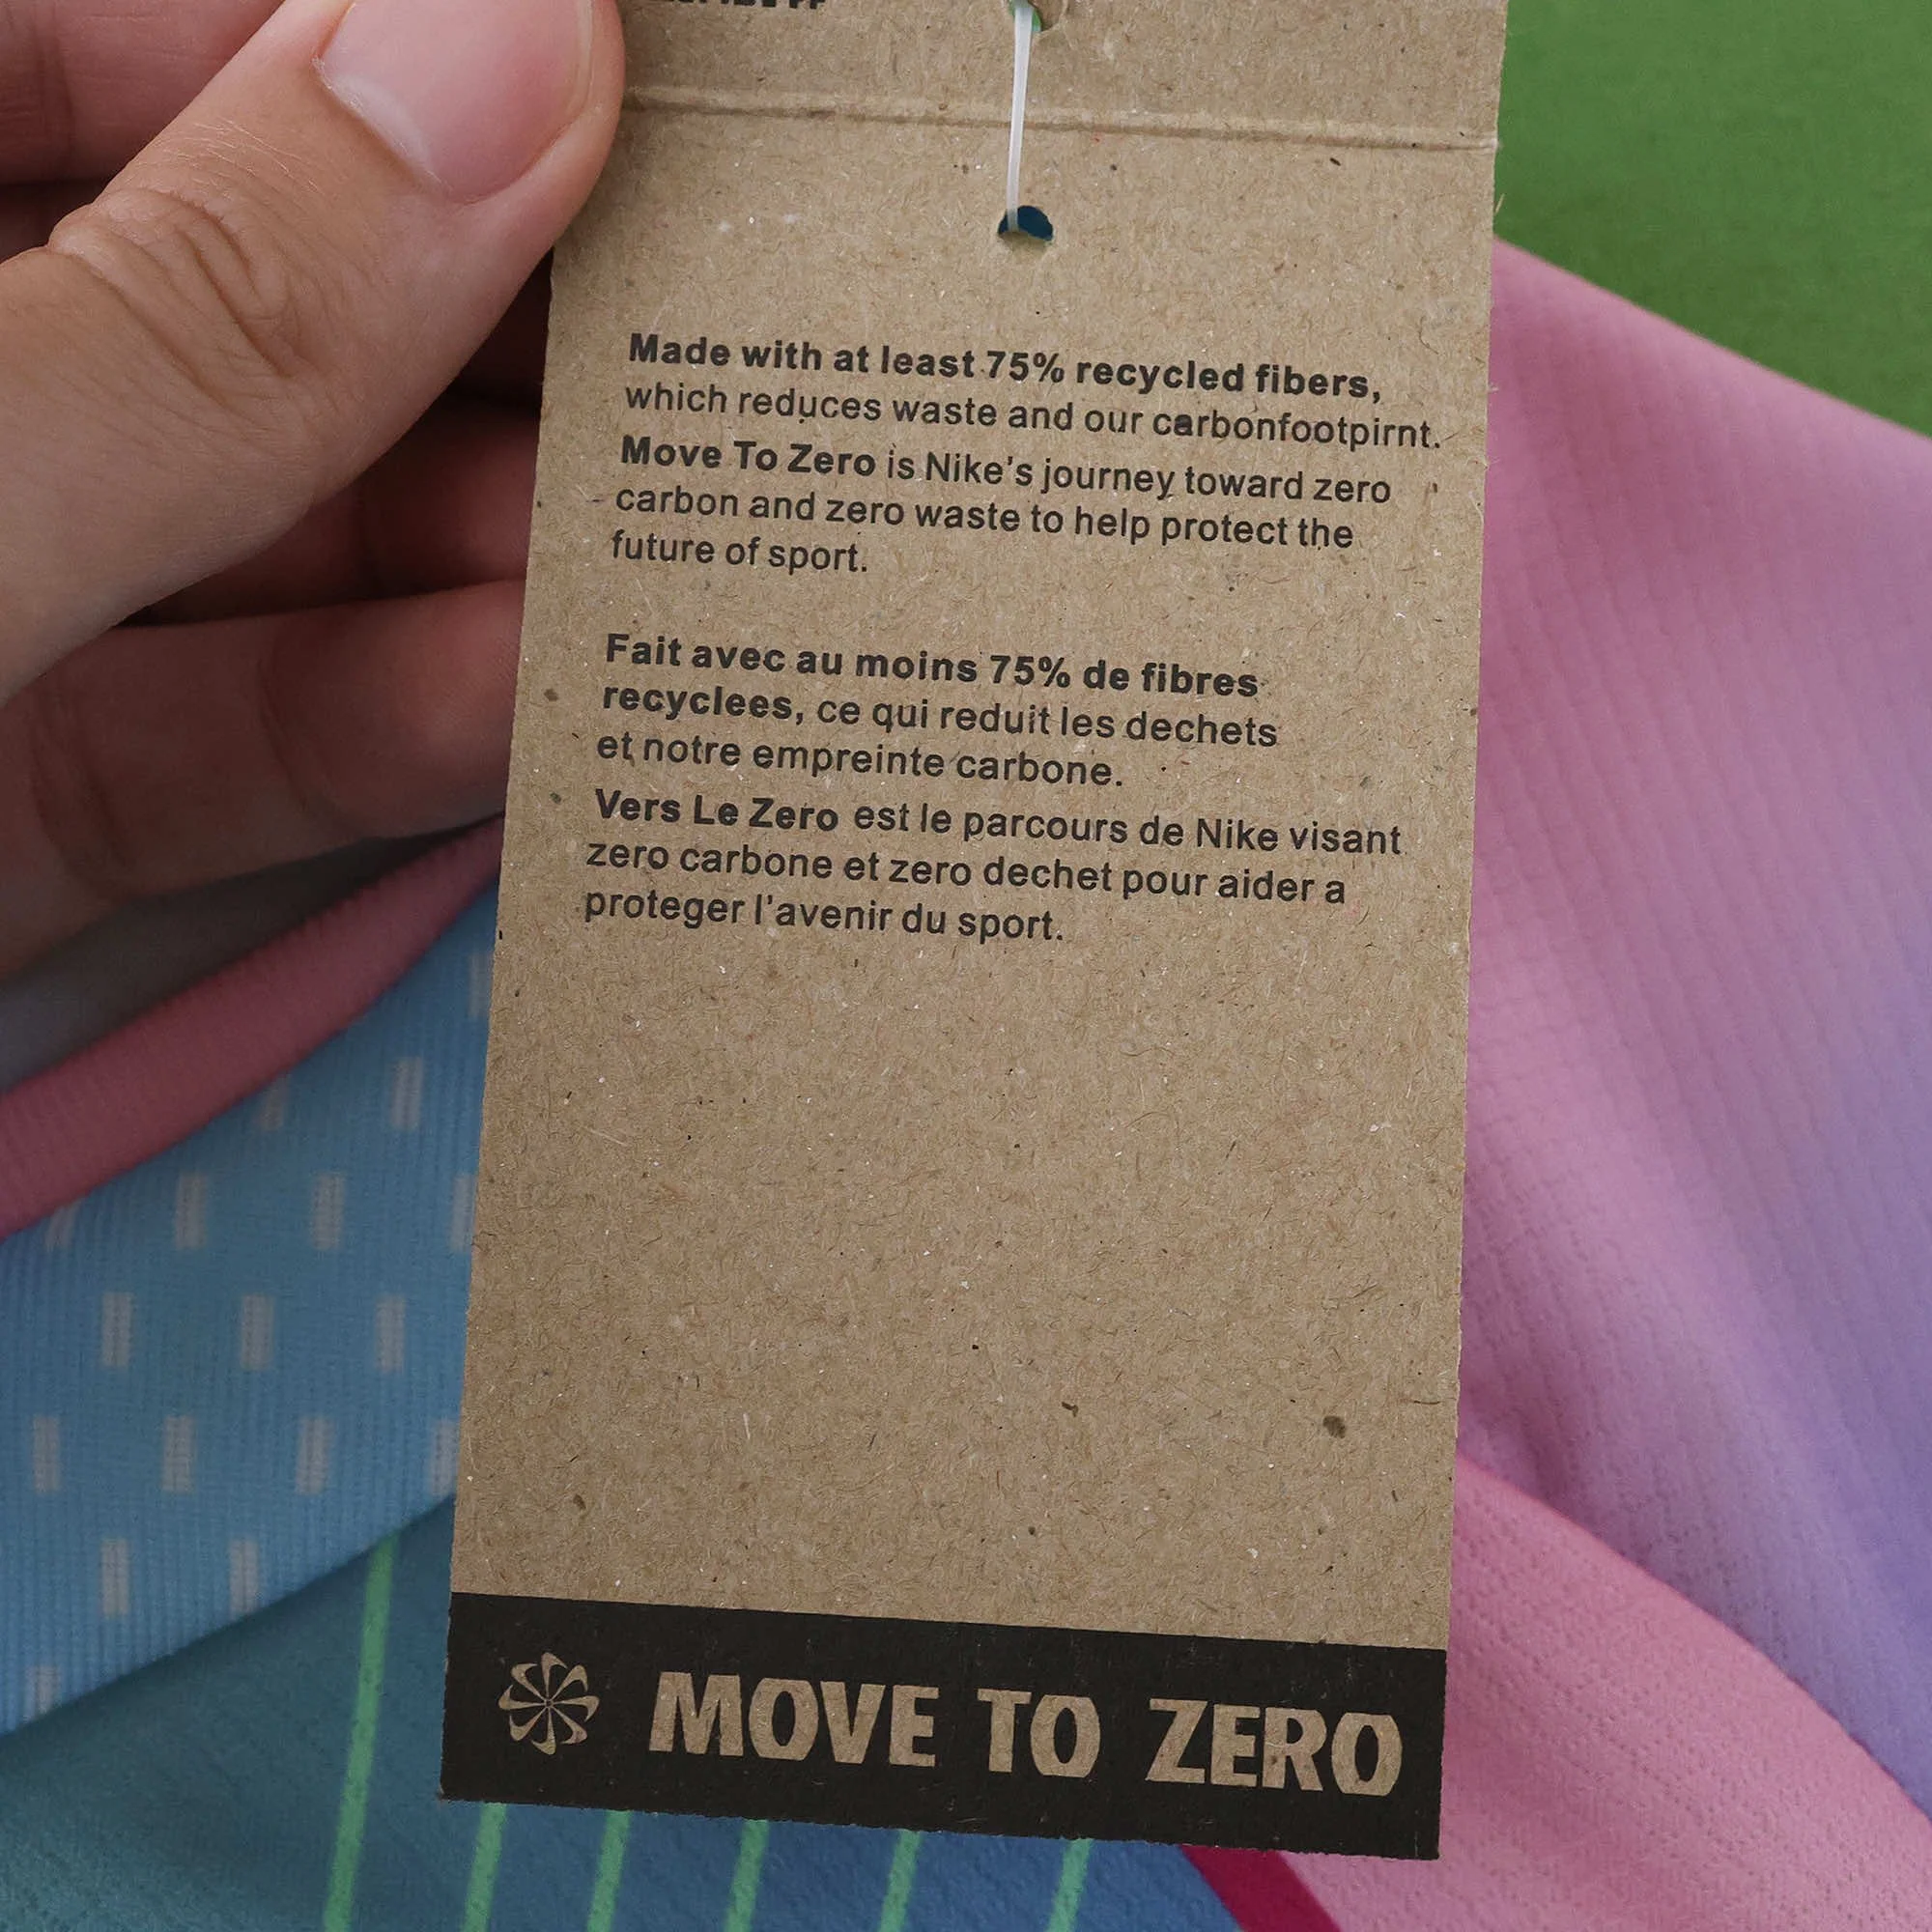 Made with at least 75% recycled fibers,
which reduces waste and our carbonfootpirnt.
Move To Zero is Nike's journey toward zero
carbon and zero waste to help protect the
future of sport.
Fait avec au moins 75% de fibres
recyclees, ce qui reduit les dechets
et notre empreinte carbone.
Vers Le Zero est le parcours de Nike visant
zero carbone et zero dechet pour aider a
proteger l'avenir du sport.
MOVE TO ZERO